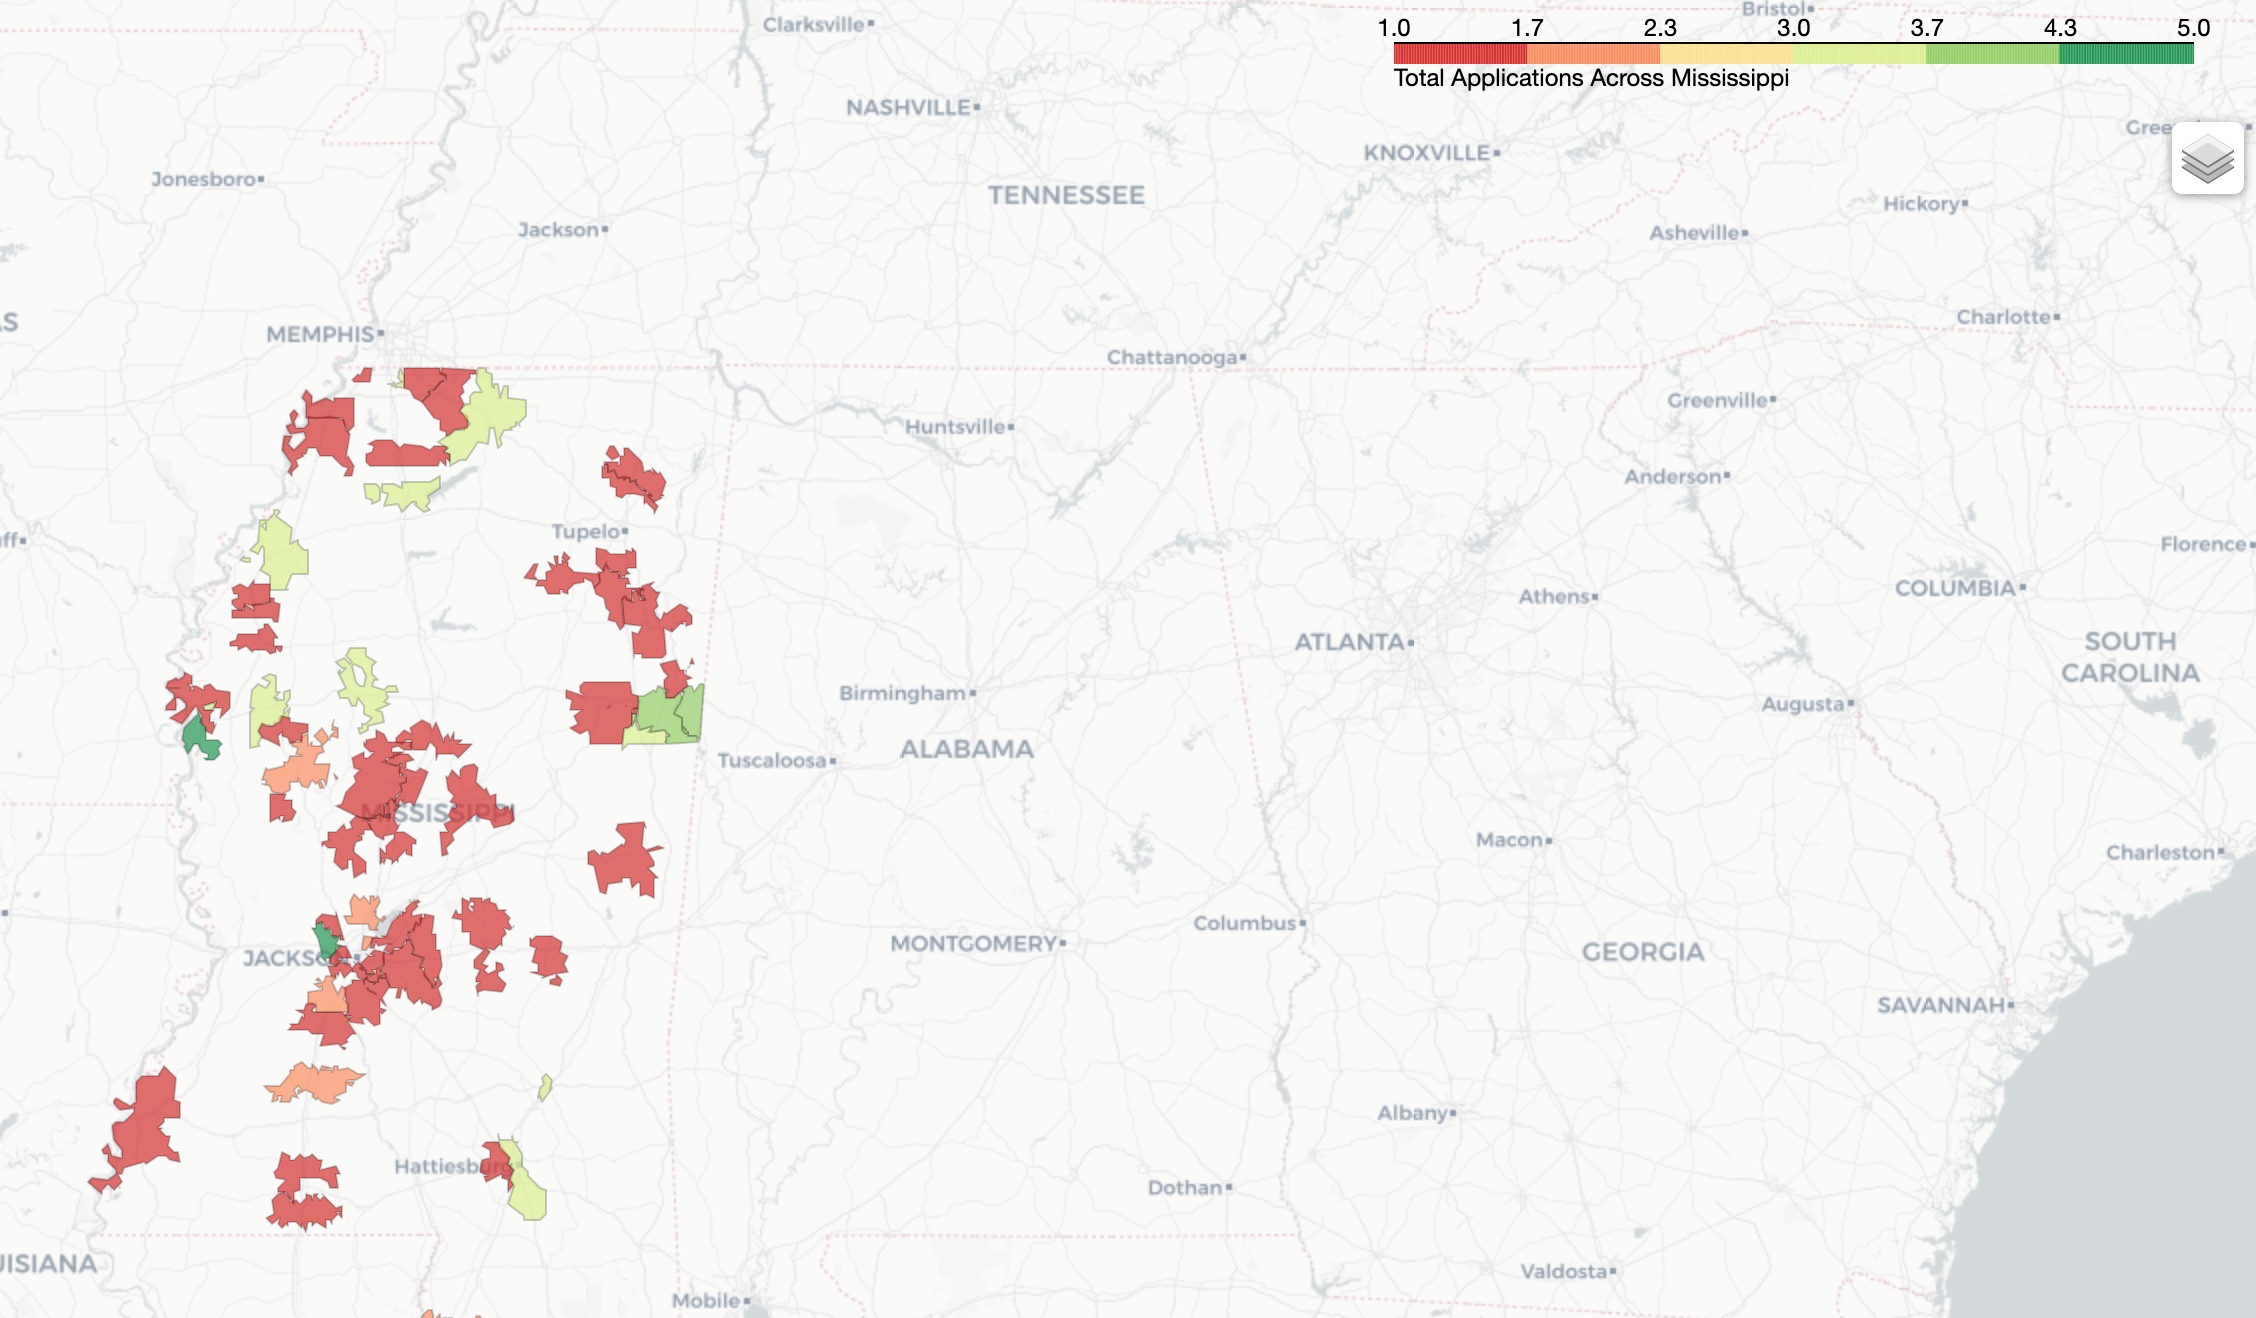 Bristol
Clarksville
1.0 1.7 2.3 3.0 3.7 4.3 5.0
Total Applications Across Mississippi
NASHVILLE
Gree
KNOXVILLE
Jonesboro
TENNESSEE
Hickory
Jackson
Asheville
AS
Charlotte
MEMPHIS
Chattanooga
Greenville
Huntsville
Anderson
Tupelo
ff
Florence
COLUMBIA
Athens
ATLANTA
SOUTH
CAROLINA
Birmingham
Augusta
ALABAMA
Tuscaloosa
MISSISSIPPI
Macon
Charleston
Columbus
MONTGOMERY
GEORGIA
JACKSO
SAVANNAH
Albany
Hattiesburg
Dothan
UISIANA
Valdosta
Mobile